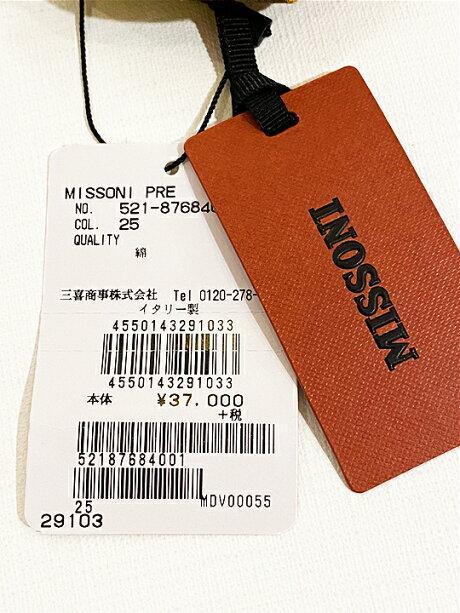 MISSONI PRE
NO. 521-87684
COL. 25
QUALITY
綿
三喜商事株式会社 Tel 0120-278-
イタリー製
4550143291033
4550143291033
本体 ¥37.000
+税
52187684001
25 MDV00055
29103
MISSONI